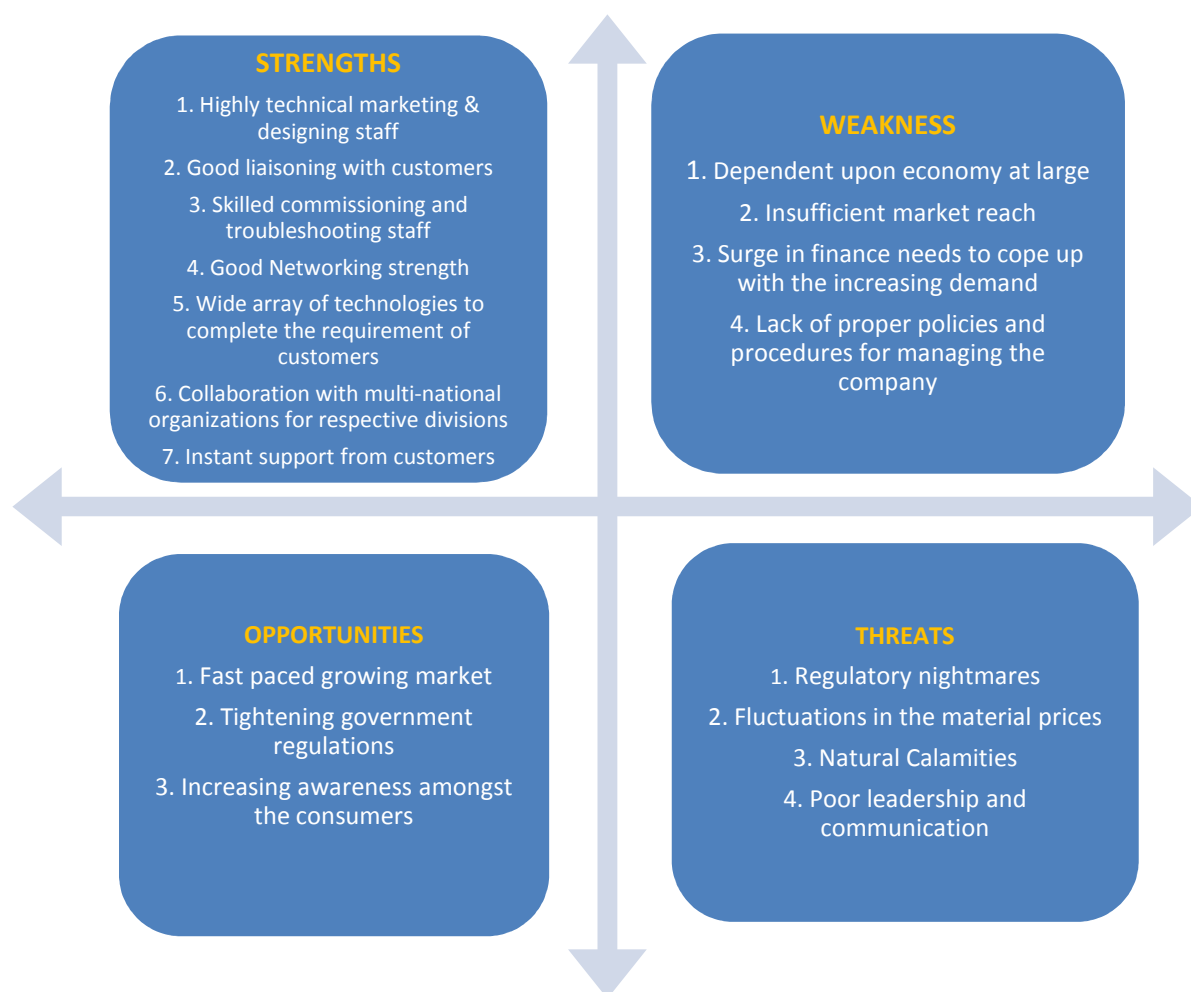 STRENGTHS
1. Highly technical marketing &
designing staff
2. Good liaisoning with customers
3. Skilled commissioning and
troubleshooting staff
4. Good Networking strength
5. Wide array of technologies to
complete the requirement of
customers
6. Collaboration with multi-national
organizations for respective divisions
7. Instant support from customers
WEAKNESS
1. Dependent upon economy at large
2. Insufficient market reach
3. Surge in finance needs to cope up
with the increasing demand
4. Lack of proper policies and
procedures for managing the
company
OPPORTUNITIES
1. Fast paced growing market
2. Tightening government
regulations
3. Increasing awareness amongst
the consumers
THREATS
1. Regulatory nightmares
2. Fluctuations in the material prices
3. Natural Calamities
4. Poor leadership and
communication